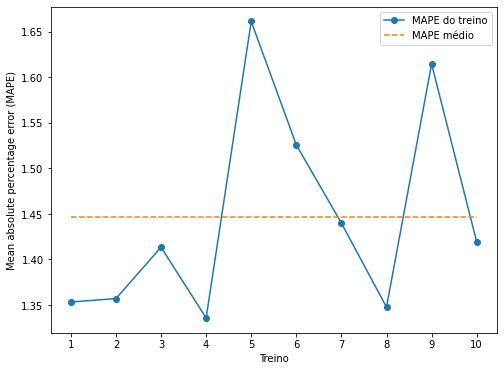 MAPE do treino
MAPE médio
Mean absolute percentage error (MAPE)
1.65
1.60
1.55
1.50
1.45
1.40
1.35
1 2 3 4 5 6 7 8 9 10
Treino